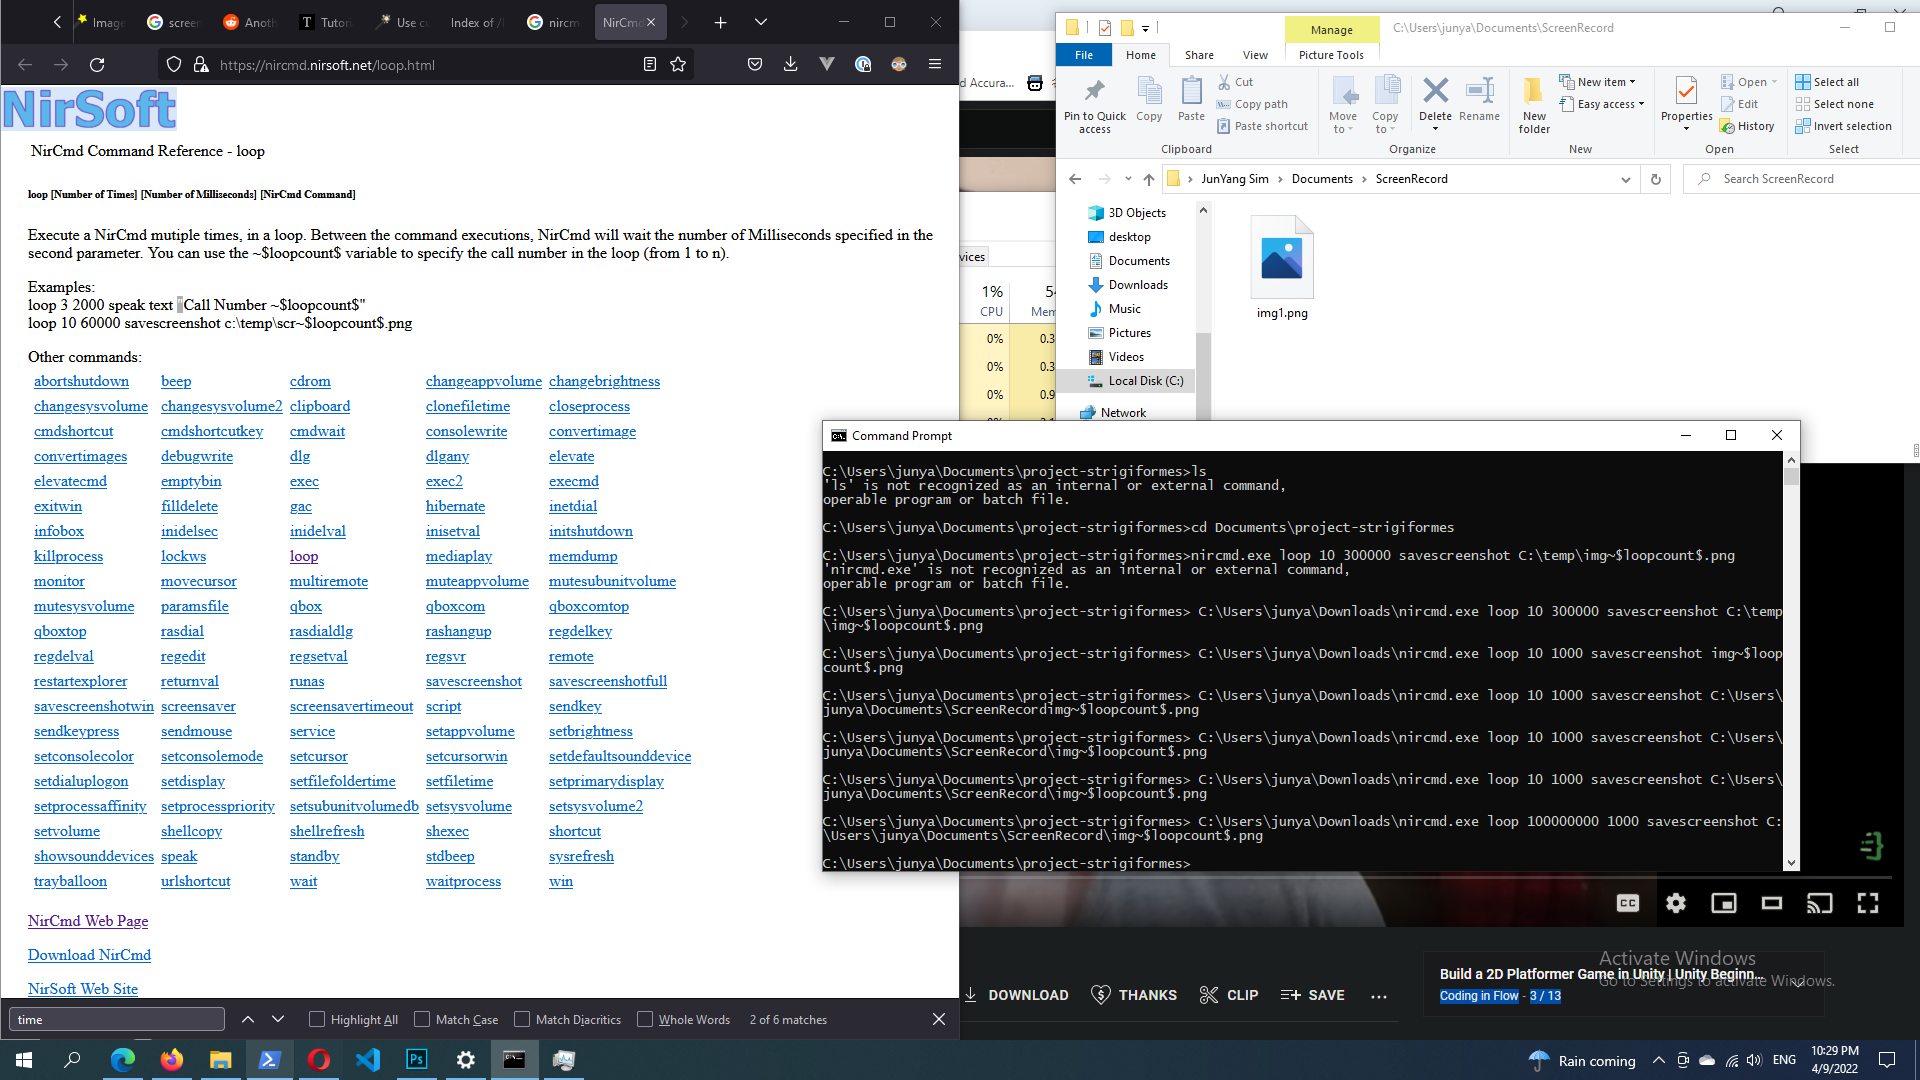 Image
screen
Anoth
Tutori
Use cu
Index of /
nircm
NirCmd
https://nircmd.nirsoft.net/loop.html
NirSoft
NirCmd Command Reference - loop
loop [Number of Times] [Number of Milliseconds] [NirCmd Command]
Execute a NirCmd mutiple times, in a loop. Between the command executions, NirCmd will wait the number of Milliseconds specified in the
second parameter. You can use the ~$loopcount$ variable to specify the call number in the loop (from 1 to n).
Examples:
loop 3 2000 speak text "Call Number ~$loopcount$"
loop 10 60000 savescreenshot c:\temp\scr~$loopcount$.png
Other commands:
abortshutdown beep cdrom changeappvolume changebrightness
changesysvolume changesysvolume2 clipboard clonefiletime closeprocess
cmdshortcut cmdshortcutkey cmdwait consolewrite convertimage
convertimages debugwrite dlg dlgany elevate
elevatecmd emptybin exec exec2 execmd
exitwin filldelete gac hibernate inetdial
infobox inidelsec inidelval inisetval initshutdown
killprocess lockws loop mediaplay memdump
monitor movecursor multiremote muteappvolume mutesubunitvolume
mutesysvolume paramsfile qbox qboxcom qboxcomtop
qboxtop rasdial rasdialdlg rashangup regdelkey
regdelval regedit regsetval regsvr remote
restartexplorer returnval runas savescreenshot savescreenshotfull
savescreenshotwin screensaver screensavertimeout script sendkey
sendkeypress sendmouse service setappvolume setbrightness
setconsolecolor setconsolemode setcursor setcursorwin setdefaultsounddevice
setdialuplogon setdisplay setfilefoldertime setfiletime setprimarydisplay
setprocessaffinity setprocesspriority setsubunitvolumedb setsysvolume setsysvolume2
setvolume shellcopy shellrefresh shexec shortcut
showsounddevices speak standby stdbeep sysrefresh
trayballoon urlshortcut wait waitprocess win
NirCmd Web Page
Download NirCmd
NirSoft Web Site
time
Highlight All Match Case Match Diacritics Whole Words 2 of 6 matches
d Accura...
vices
1% 5
CPU Mem
0% 0.3
0% 0.3
0% 0.9
Manage C:\Users\junya\Documents\ScreenRecord
File Home Share View Picture Tools
Pin to Quick access
Copy
Paste
Cut
Copy path
Paste shortcut
Clipboard
Move to
Copy to
Delete
Rename
Organize
New folder
New item
Easy access
New
Properties
Open
Edit
History
Open
Select all
Select none
Invert selection
Select
JunYang Sim > Documents > ScreenRecord
Search ScreenRecord
3D Objects
desktop
Documents
Downloads
Music
Pictures
Videos
Local Disk (C:)
Network
img1.png
Command Prompt
C:\Users\junya\Documents\project-strigiformes>ls
'ls' is not recognized as an internal or external command,
operable program or batch file.
C:\Users\junya\Documents\project-strigiformes>cd Documents\project-strigiformes
C:\Users\junya\Documents\project-strigiformes>nircmd.exe loop 10 300000 savescreenshot C:\temp\img~$loopcount$.png
'nircmd.exe' is not recognized as an internal or external command,
operable program or batch file.
C:\Users\junya\Documents\project-strigiformes> C:\Users\junya\Downloads\nircmd.exe loop 10 300000 savescreenshot C:\temp
\img~$loopcount$.png
C:\Users\junya\Documents\project-strigiformes> C:\Users\junya\Downloads\nircmd.exe loop 10 1000 savescreenshot img~$loop
count$.png
C:\Users\junya\Documents\project-strigiformes> C:\Users\junya\Downloads\nircmd.exe loop 10 1000 savescreenshot C:\Users\
junya\Documents\ScreenRecordimg~$loopcount$.png
C:\Users\junya\Documents\project-strigiformes> C:\Users\junya\Downloads\nircmd.exe loop 10 1000 savescreenshot C:\Users\
junya\Documents\ScreenRecord\img~$loopcount$.png
C:\Users\junya\Documents\project-strigiformes> C:\Users\junya\Downloads\nircmd.exe loop 10 1000 savescreenshot C:\Users\
junya\Documents\ScreenRecord\img~$loopcount$.png
C:\Users\junya\Documents\project-strigiformes> C:\Users\junya\Downloads\nircmd.exe loop 100000000 1000 savescreenshot C:
\Users\junya\Documents\ScreenRecord\img~$loopcount$.png
C:\Users\junya\Documents\project-strigiformes>
CC
DOWNLOAD THANKS CLIP SAVE
Build a 2D Platformer Game in Unity | Unity Beginn...
Coding in Flow - 3 / 13
Activate Windows
Go to Settings to activate Windows.
Ps
Rain coming
ENG
10:29 PM
4/9/2022